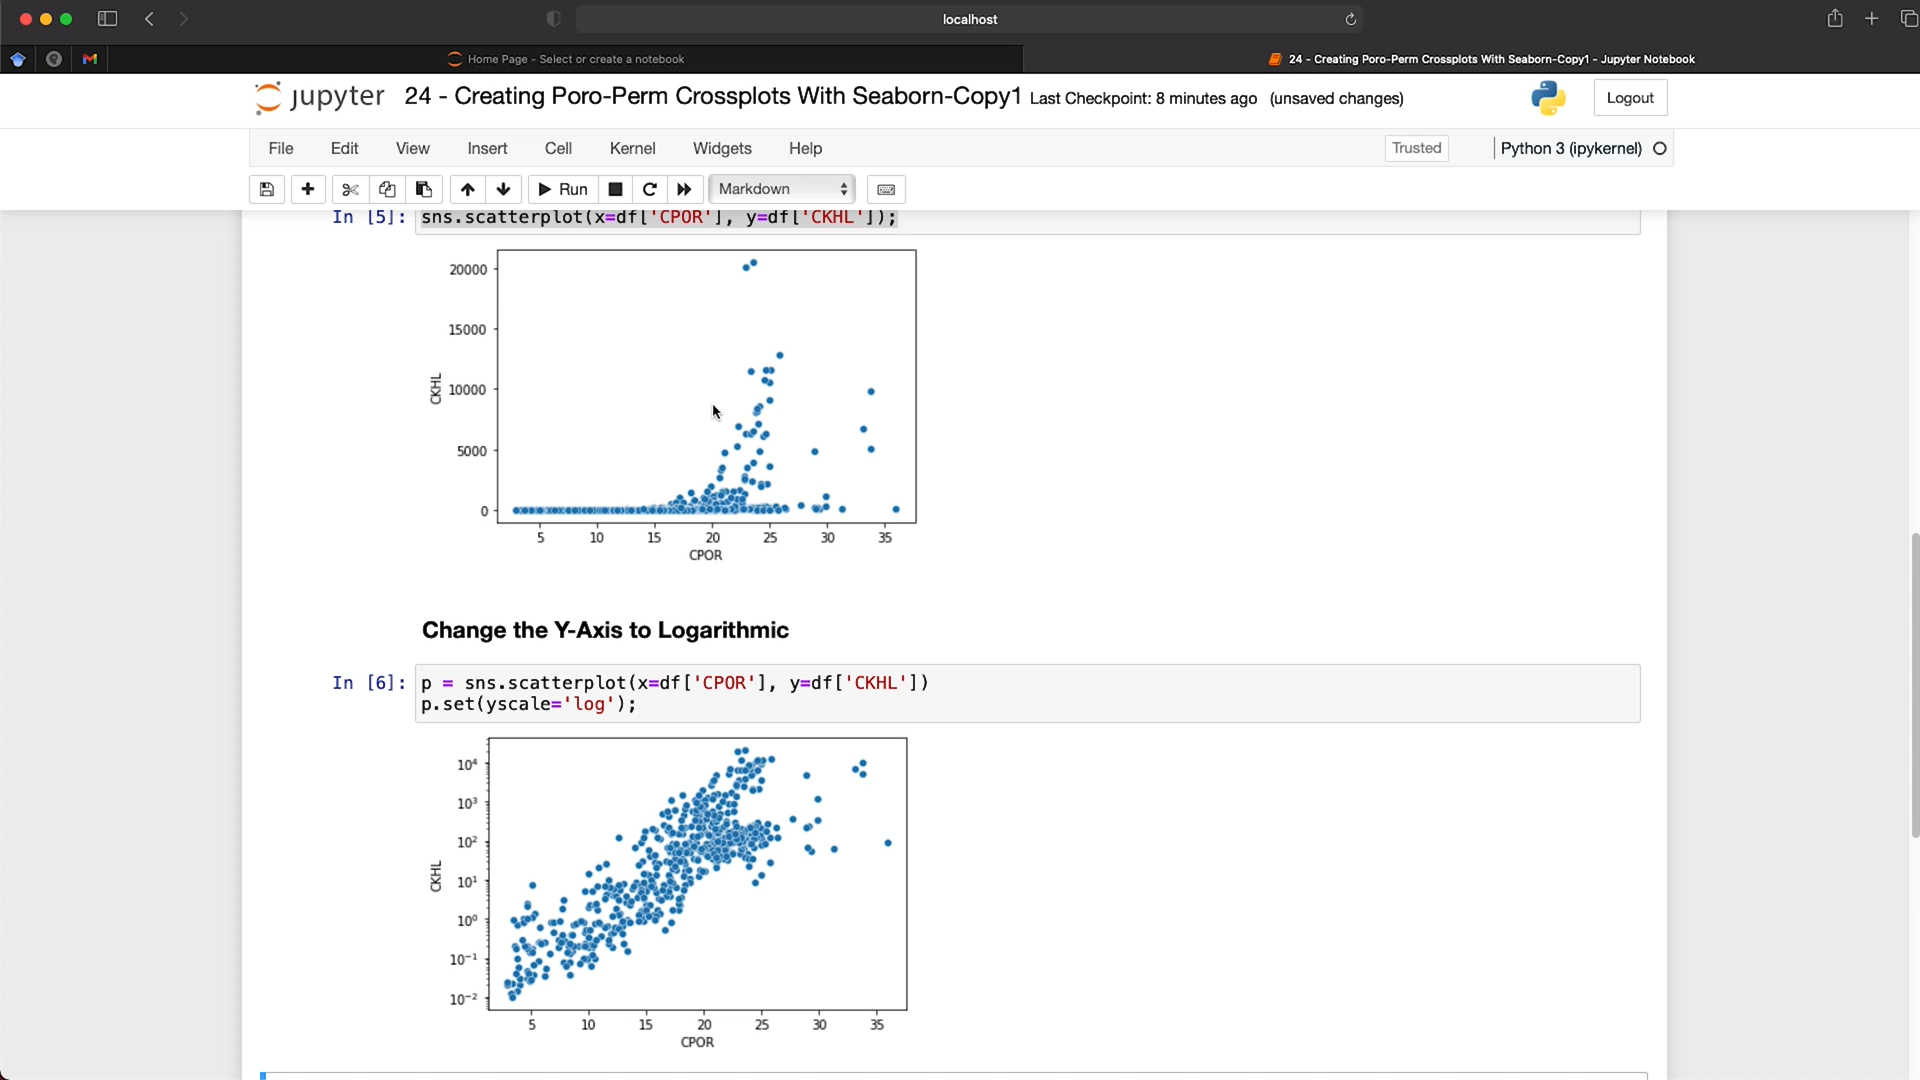 localhost
Home Page - Select or create a notebook
24 - Creating Poro-Perm Crossplots With Seaborn-Copy1 - Jupyter Notebook
jupyter 24 - Creating Poro-Perm Crossplots With Seaborn-Copy1 Last Checkpoint: 8 minutes ago (unsaved changes)
Logout
File Edit View Insert Cell Kernel Widgets Help
Trusted
Python 3 (ipykernel)
Run
Markdown
In [5]: sns.scatterplot(x=df['CPOR'], y=df['CKHL']);
20000
15000
10000
5000
0
CKHL
5 10 15 20 25 30 35
CPOR
Change the Y-Axis to Logarithmic
In [6]: p = sns.scatterplot(x=df['CPOR'], y=df['CKHL'])
p.set(yscale='log');
10⁴
10³
10²
10¹
10⁰
10⁻¹
10⁻²
CKHL
5 10 15 20 25 30 35
CPOR